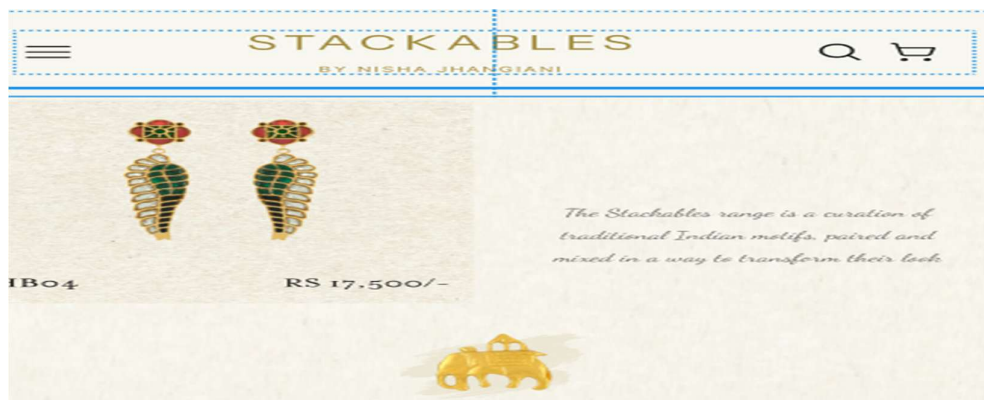 STACKABLES
BY NISHA JHANGIANI
The Stackables range is a curation of
traditional Indian motifs, paired and
mixed in a way to transform their look
HB04 RS 17,500/-